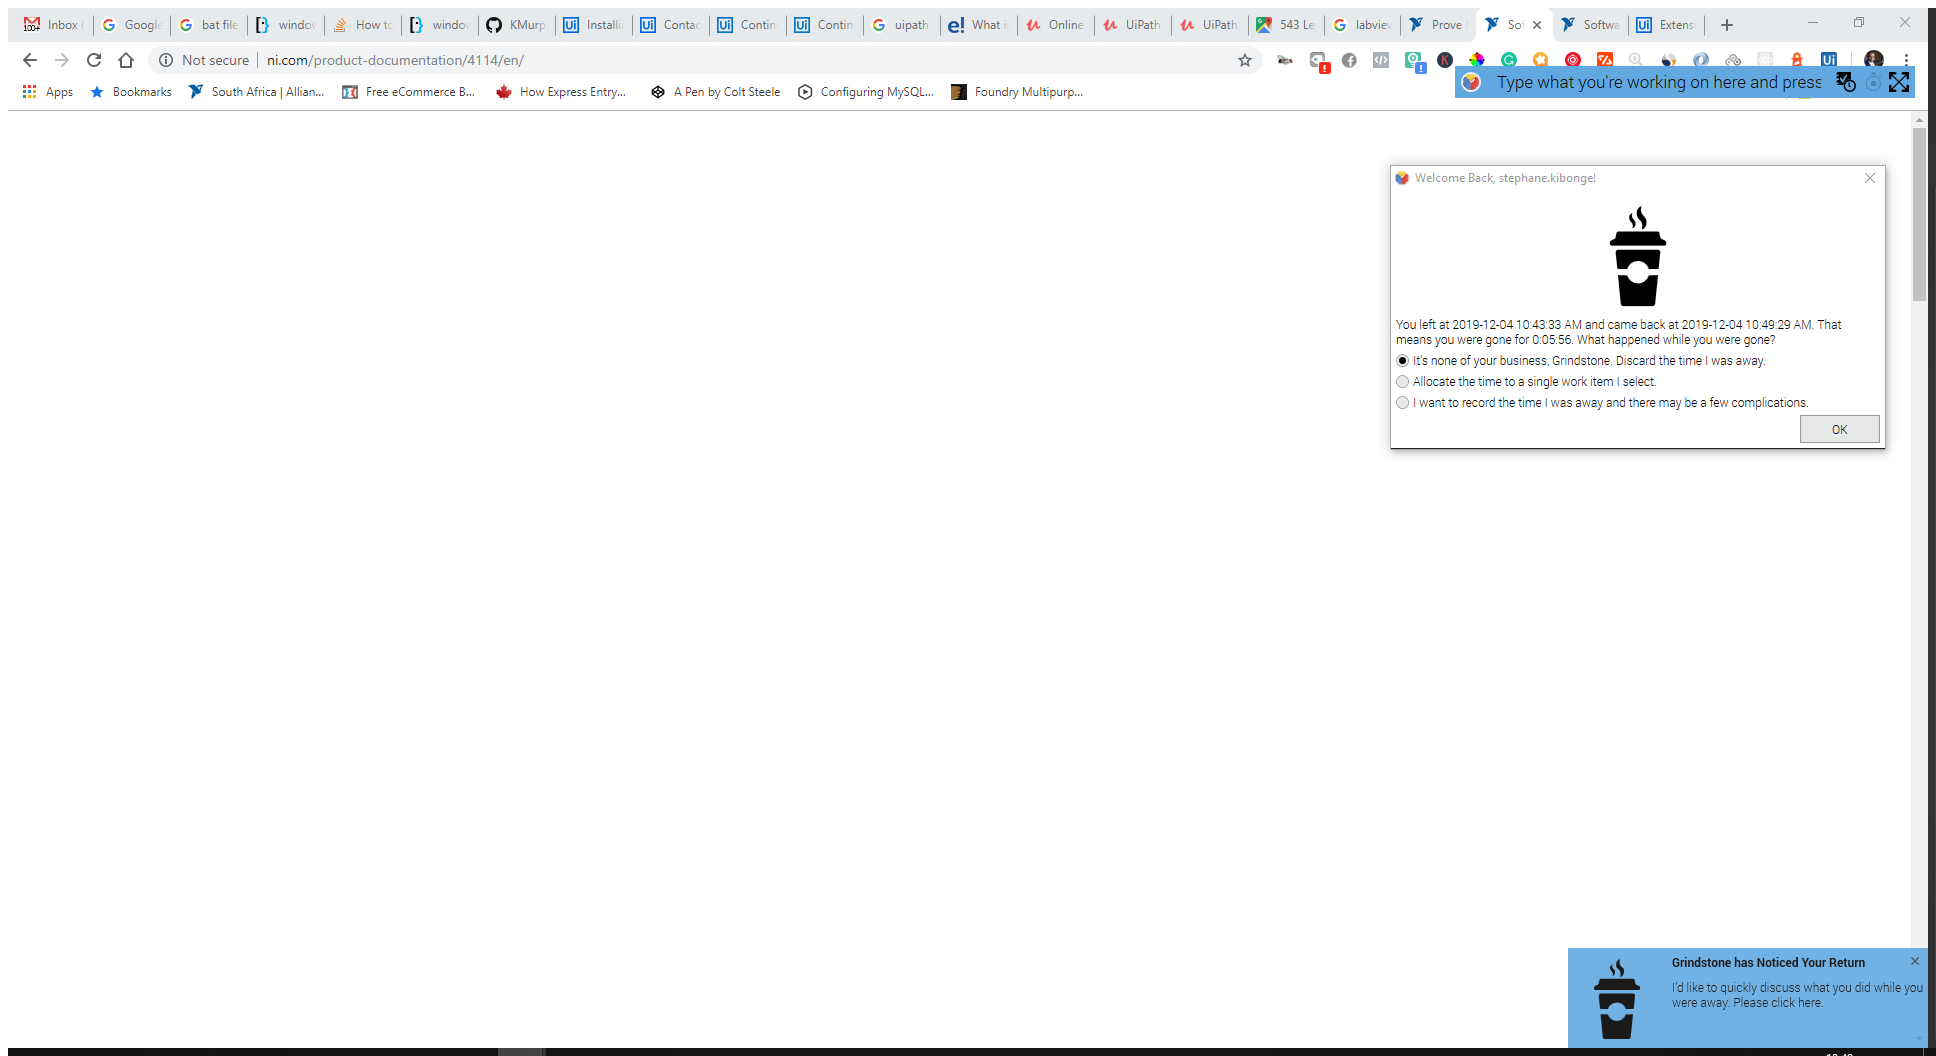 Inbox (
Google
bat file
window
How to
window
KMurp
Installi
Contac
Contin
Contin
uipath
What i
Online
UiPath
UiPath
543 Le
labview
Prove
Sof
Softwa
Extens
Not secure
ni.com/product-documentation/4114/en/
Apps
Bookmarks
South Africa | Allian...
Free eCommerce B...
How Express Entry...
A Pen by Colt Steele
Configuring MySQL...
Foundry Multipurp...
Type what you're working on here and press
Welcome Back, stephane.kibonge!
You left at 2019-12-04 10:43:33 AM and came back at 2019-12-04 10:49:29 AM. That
means you were gone for 0:05:56. What happened while you were gone?
It's none of your business, Grindstone. Discard the time I was away.
Allocate the time to a single work item I select.
I want to record the time I was away and there may be a few complications.
OK
Grindstone has Noticed Your Return
I'd like to quickly discuss what you did while you
were away. Please click here.